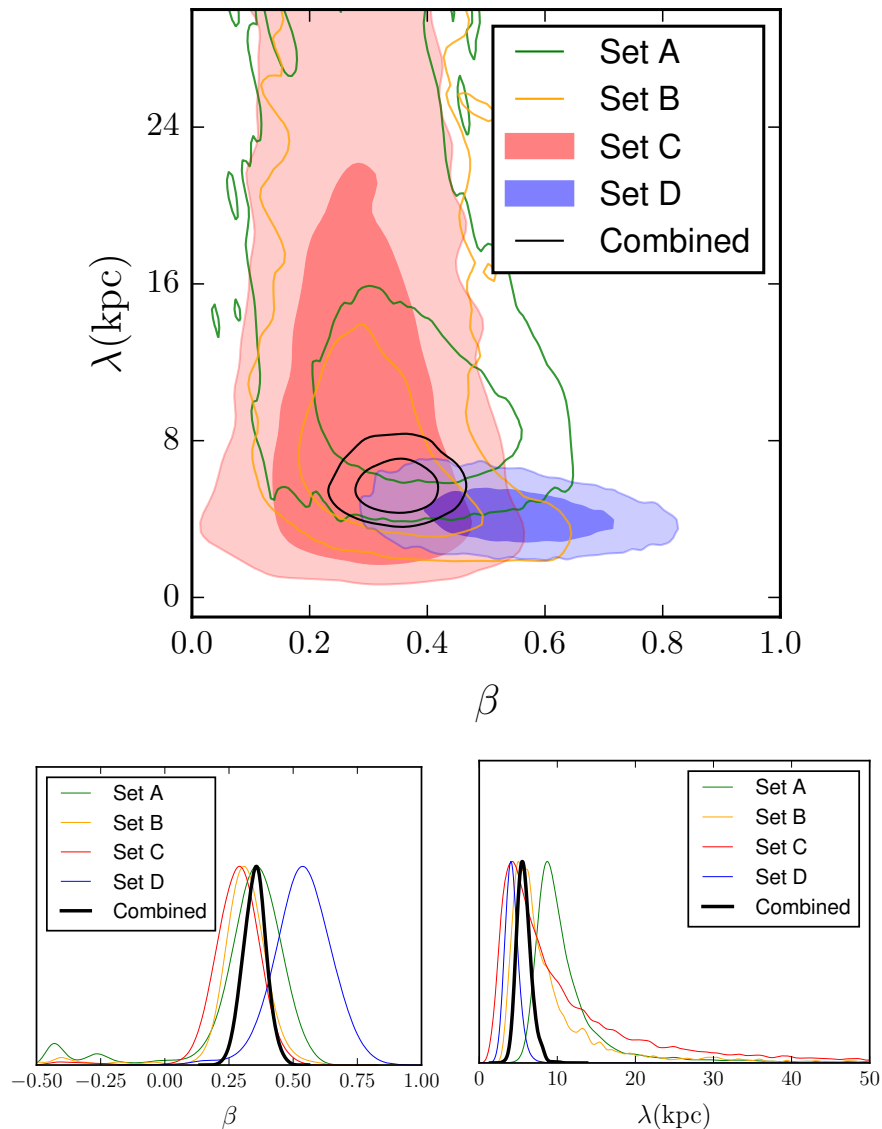 Set A
Set B
Set C
Set D
Combined
24
16
8
0
λ(kpc)
0.0 0.2 0.4 0.6 0.8 1.0
β
Set A
Set B
Set C
Set D
Combined
−0.50 −0.25 0.00 0.25 0.50 0.75 1.00
β
Set A
Set B
Set C
Set D
Combined
0 10 20 30 40 50
λ(kpc)